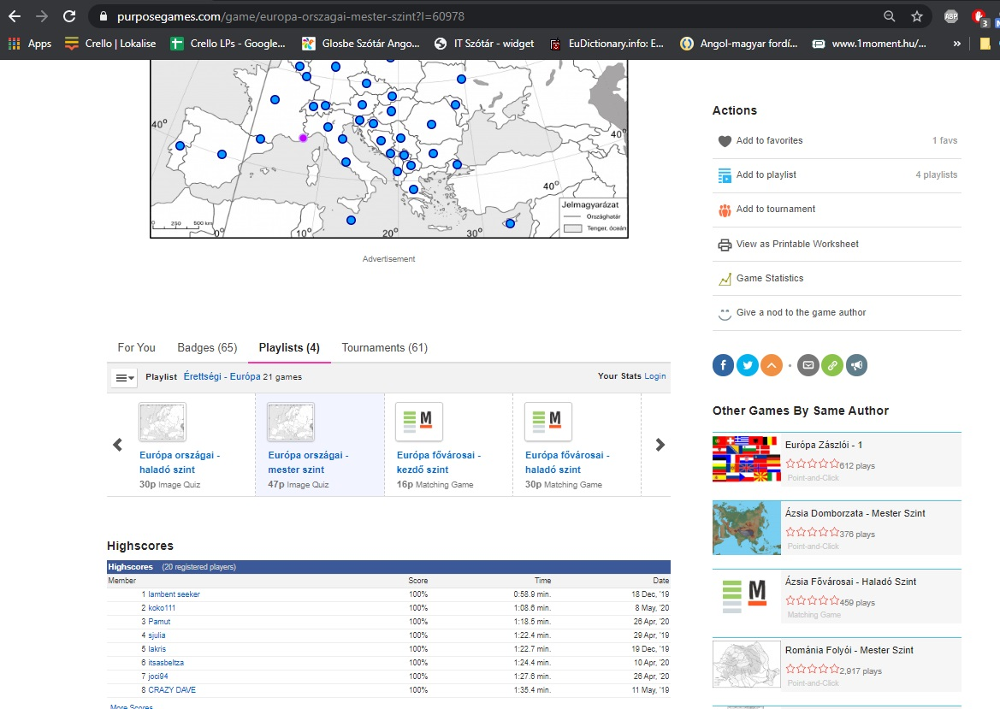 purposegames.com/game/europa-orszagai-mester-szint?l=60978
ABP
3
Apps
Crello | Lokalise
Crello LPs - Google...
Glosbe Szótár Ango...
IT Szótár - widget
EuDictionary.info: E...
Angol-magyar fordí...
www.1moment.hu/...
»
40°
40°
40°
Jelmagyarázat
Országhatár
Tenger, óceán
0 250 500 km
0°
10°
20°
30°
Advertisement
For You
Badges (65)
Playlists (4)
Tournaments (61)
Playlist Érettségi - Európa 21 games
Your Stats Login
Európa országai -
haladó szint
30p Image Quiz
Európa országai -
mester szint
47p Image Quiz
M
Európa fővárosai -
kezdő szint
16p Matching Game
M
Európa fővárosai -
haladó szint
30p Matching Game
Highscores
Highscores (20 registered players)
Member Score Time Date
1 lambent seeker 100% 0:58.9 min. 18 Dec, '19
2 koko111 100% 1:08.6 min. 8 May, '20
3 Pamut 100% 1:18.5 min. 26 Apr, '20
4 sjulia 100% 1:22.4 min. 29 Apr, '19
5 lakris 100% 1:22.7 min. 19 Dec, '19
6 itsasbeltza 100% 1:24.4 min. 10 Apr, '20
7 joci94 100% 1:27.6 min. 26 Apr, '20
8 CRAZY DAVE 100% 1:35.4 min. 11 May, '19
More Scores
Actions
Add to favorites 1 favs
Add to playlist 4 playlists
Add to tournament
View as Printable Worksheet
Game Statistics
Give a nod to the game author
Other Games By Same Author
Európa Zászlói - 1
612 plays
Point-and-Click
Ázsia Domborzata - Mester Szint
376 plays
Point-and-Click
M
Ázsia Fővárosai - Haladó Szint
459 plays
Matching Game
Románia Folyói - Mester Szint
2,917 plays
Point-and-Click